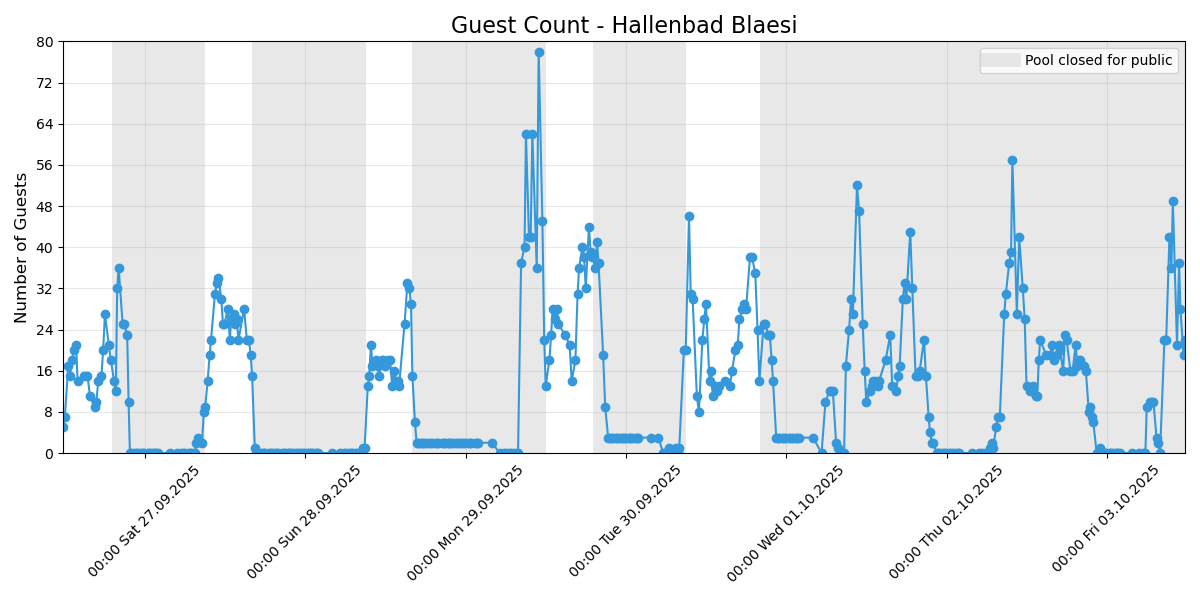 Guest Count - Hallenbad Blaesi
Pool closed for public
Number of Guests
80
72
64
56
48
40
32
24
16
8
0
00:00 Sat 27.09.2025
00:00 Sun 28.09.2025
00:00 Mon 29.09.2025
00:00 Tue 30.09.2025
00:00 Wed 01.10.2025
00:00 Thu 02.10.2025
00:00 Fri 03.10.2025